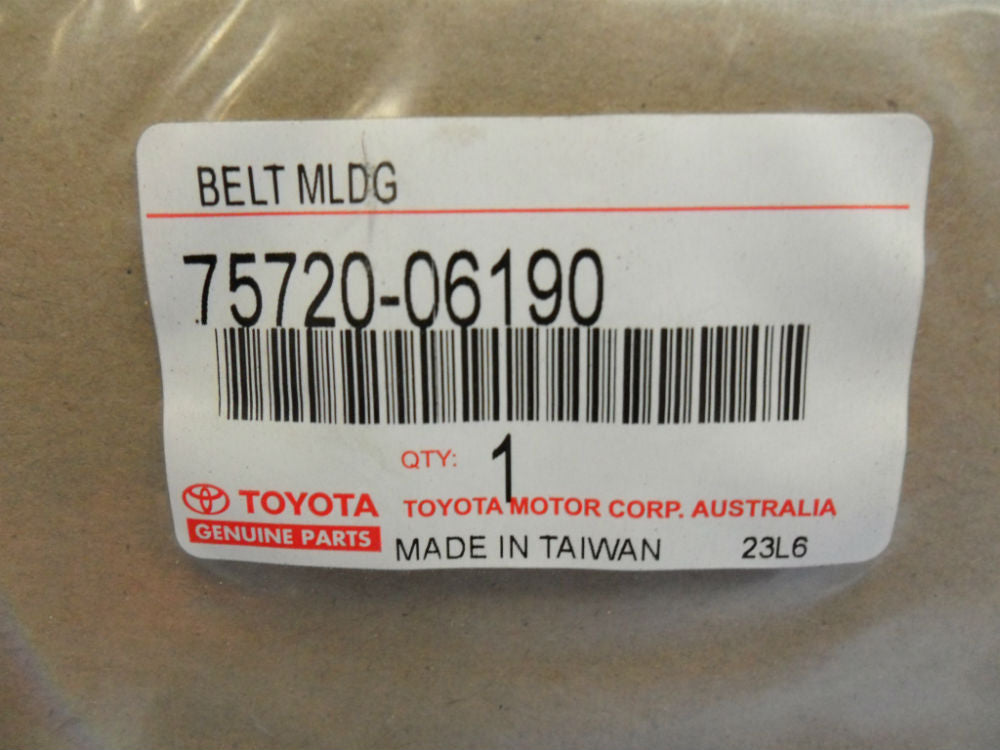 BELT MLDG
75720-06190
QTY: 1
TOYOTA TOYOTA MOTOR CORP. AUSTRALIA
GENUINE PARTS MADE IN TAIWAN 23L6